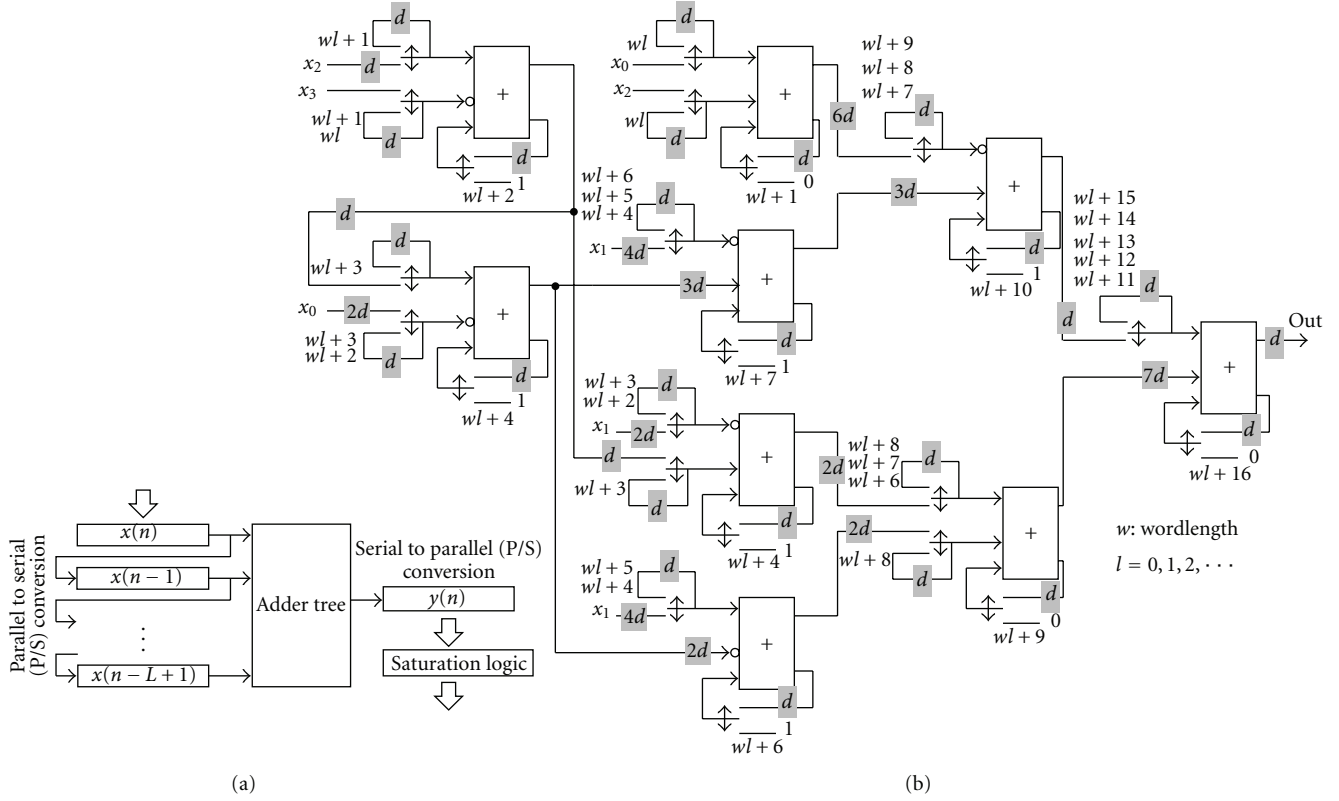 d
wl + 1
x2
d
x3
wl + 1
wl
d
+
d
1
wl + 2
d
d
wl + 3
x0
2d
wl + 3
wl + 2
d
+
d
1
wl + 4
d
wl
x0
x2
wl
d
+
d
0
wl + 1
6d
wl + 9
wl + 8
wl + 7
d
+
d
1
wl + 10
wl + 6
wl + 5
wl + 4
d
x1
4d
3d
+
d
1
wl + 7
3d
wl + 3
wl + 2
d
x1
2d
d
wl + 3
d
+
d
1
wl + 4
2d
wl + 8
wl + 7
wl + 6
d
2d
wl + 8
d
+
d
0
wl + 9
wl + 5
wl + 4
d
x1
4d
2d
+
d
1
wl + 6
wl + 15
wl + 14
wl + 13
wl + 12
wl + 11
d
d
7d
+
d
0
wl + 16
d
Out
w: wordlength
l = 0, 1, 2, · · ·
Parallel to serial
(P/S) conversion
x(n)
x(n − 1)
⋮
x(n − L + 1)
Adder tree
Serial to parallel (P/S)
conversion
y(n)
Saturation logic
(a)
(b)